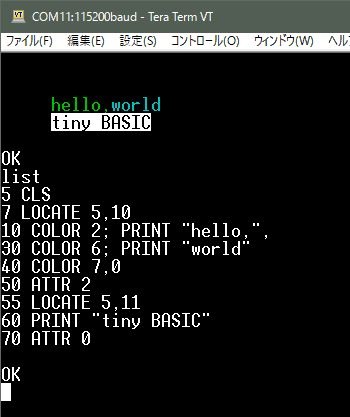 COM11:115200baud - Tera Term VT
ファイル(F) 編集(E) 設定(S) コントロール(O) ウィンドウ(W) ヘル
hello,world
tiny BASIC
OK
list
5 CLS
7 LOCATE 5,10
10 COLOR 2; PRINT "hello,",
30 COLOR 6; PRINT "world"
40 COLOR 7,0
50 ATTR 2
55 LOCATE 5,11
60 PRINT "tiny BASIC"
70 ATTR 0
OK